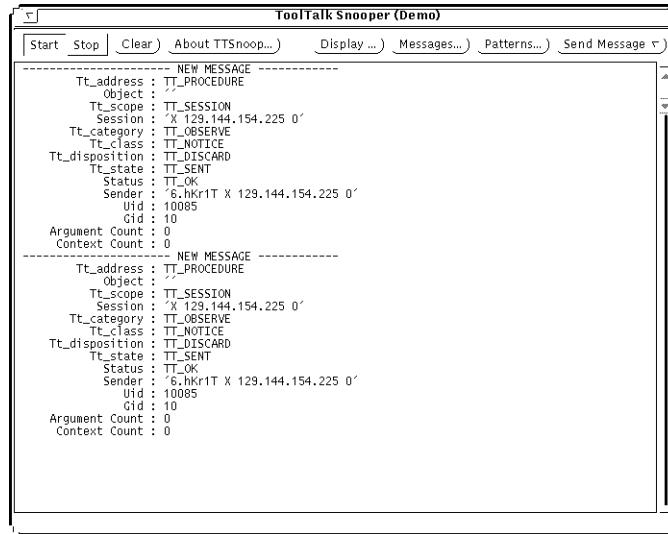 ToolTalk Snooper (Demo)
Start Stop Clear) About TTSnoop...) Display ...) Messages...) Patterns...) Send Message
---------------------- NEW MESSAGE ------------
Tt_address : TT_PROCEDURE
Object : ´´
Tt_scope : TT_SESSION
Session : ´X 129.144.154.225 0´
Tt_category : TT_OBSERVE
Tt_class : TT_NOTICE
Tt_disposition : TT_DISCARD
Tt_state : TT_SENT
Status : TT_OK
Sender : ´6.hKr1T X 129.144.154.225 0´
Uid : 10085
Gid : 10
Argument Count : 0
Context Count : 0
---------------------- NEW MESSAGE ------------
Tt_address : TT_PROCEDURE
Object : ´´
Tt_scope : TT_SESSION
Session : ´X 129.144.154.225 0´
Tt_category : TT_OBSERVE
Tt_class : TT_NOTICE
Tt_disposition : TT_DISCARD
Tt_state : TT_SENT
Status : TT_OK
Sender : ´6.hKr1T X 129.144.154.225 0´
Uid : 10085
Gid : 10
Argument Count : 0
Context Count : 0